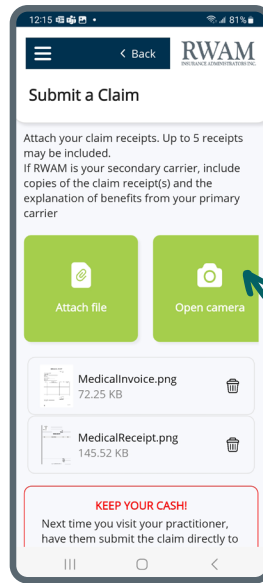 12:15
81%
< Back
RWAM
INSURANCE ADMINISTRATORS INC.
Submit a Claim
Attach your claim receipts. Up to 5 receipts
may be included.
If RWAM is your secondary carrier, include
copies of the claim receipt(s) and the
explanation of benefits from your primary
carrier
Attach file
Open camera
MedicalInvoice.png
72.25 KB
MedicalReceipt.png
145.52 KB
KEEP YOUR CASH!
Next time you visit your practitioner,
have them submit the claim directly to